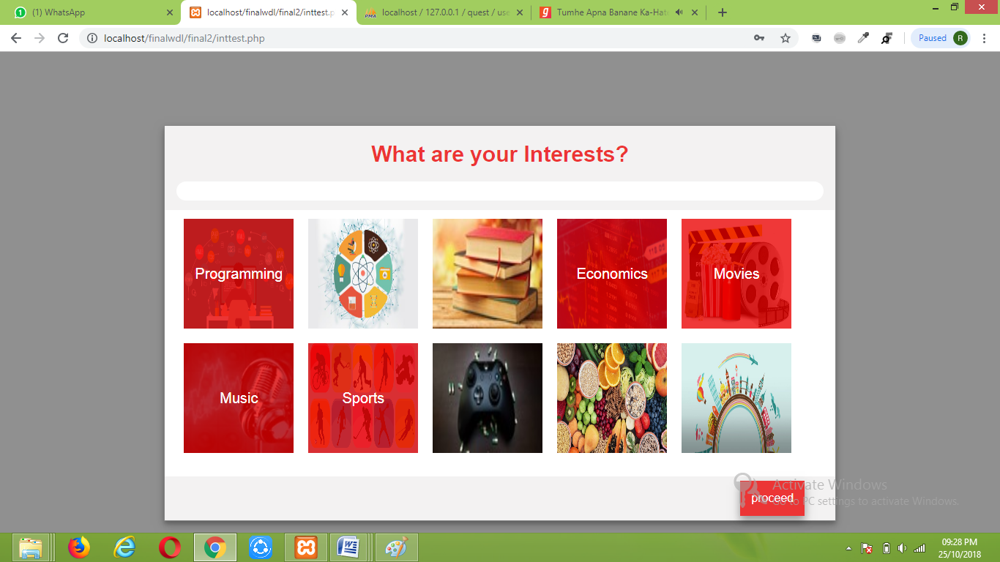 (1) WhatsApp
localhost/finalwdl/final2/inttest.p
localhost / 127.0.0.1 / quest / use
Tumhe Apna Banane Ka-Hat
localhost/finalwdl/final2/inttest.php
Paused
R
What are your Interests?
Programming
Economics
Movies
Music
Sports
proceed
Activate Windows
Go to PC settings to activate Windows.
09:28 PM
25/10/2018